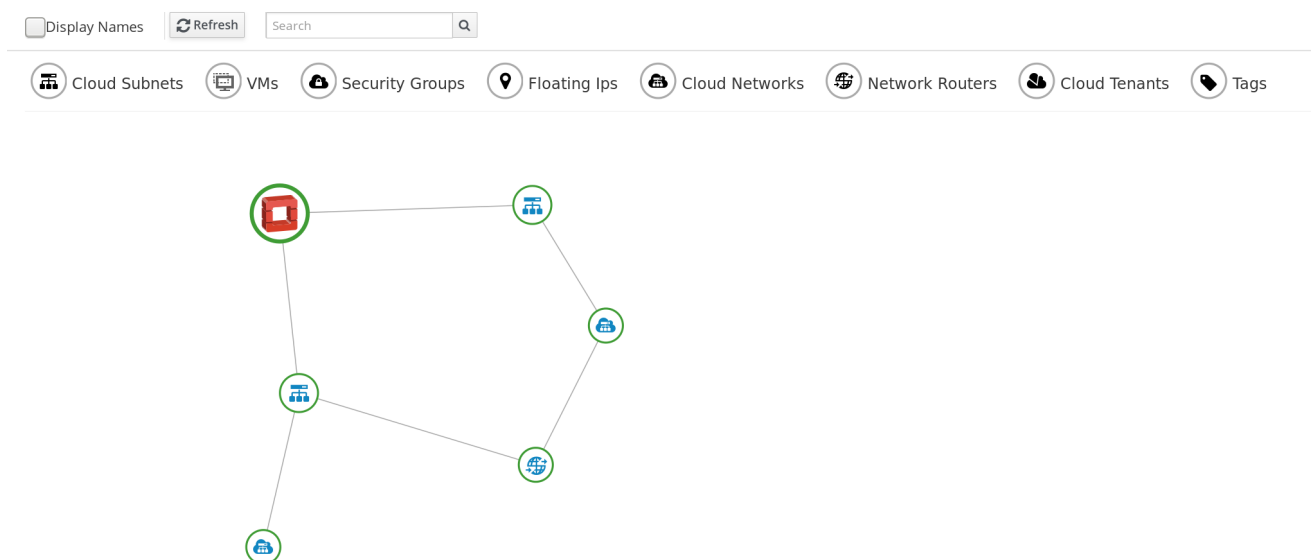 Display Names Refresh Search
Cloud Subnets VMs Security Groups Floating Ips Cloud Networks Network Routers Cloud Tenants Tags